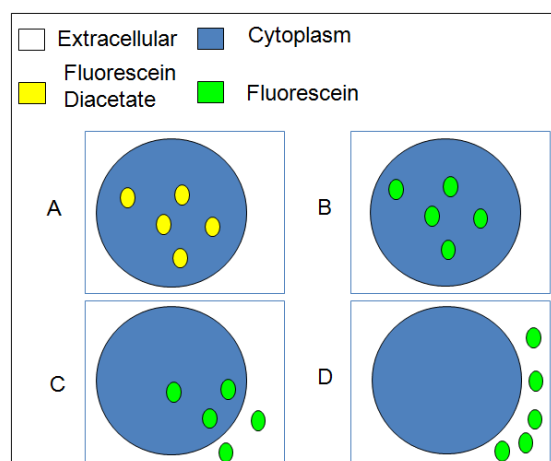 Extracellular
Cytoplasm
Fluorescein
Diacetate
Fluorescein
A
B
C
D